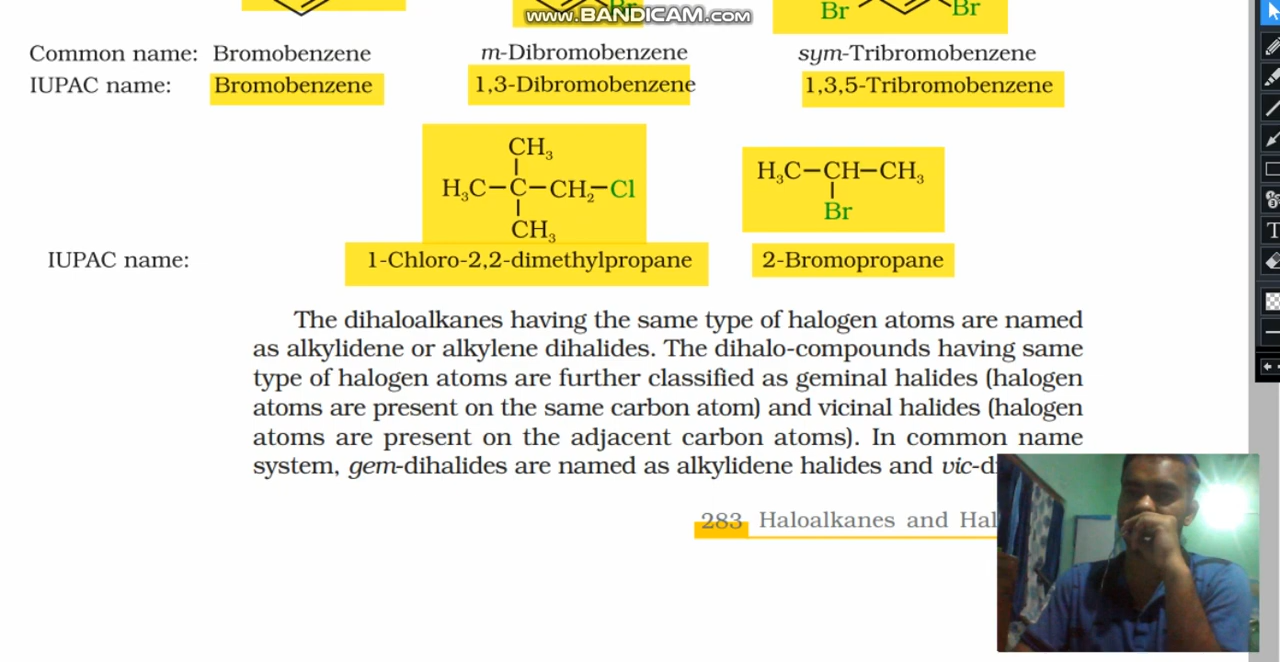 Br
www.BANDICAM.com
Br
Br
Common name: Bromobenzene m-Dibromobenzene sym-Tribromobenzene
IUPAC name: Bromobenzene 1,3-Dibromobenzene 1,3,5-Tribromobenzene
CH₃
H₃C–C–CH₂–Cl
CH₃
H₃C–CH–CH₃
Br
IUPAC name: 1-Chloro-2,2-dimethylpropane 2-Bromopropane
The dihaloalkanes having the same type of halogen atoms are named
as alkylidene or alkylene dihalides. The dihalo-compounds having same
type of halogen atoms are further classified as geminal halides (halogen
atoms are present on the same carbon atom) and vicinal halides (halogen
atoms are present on the adjacent carbon atoms). In common name
system, gem-dihalides are named as alkylidene halides and vic-d
283 Haloalkanes and Hal
T